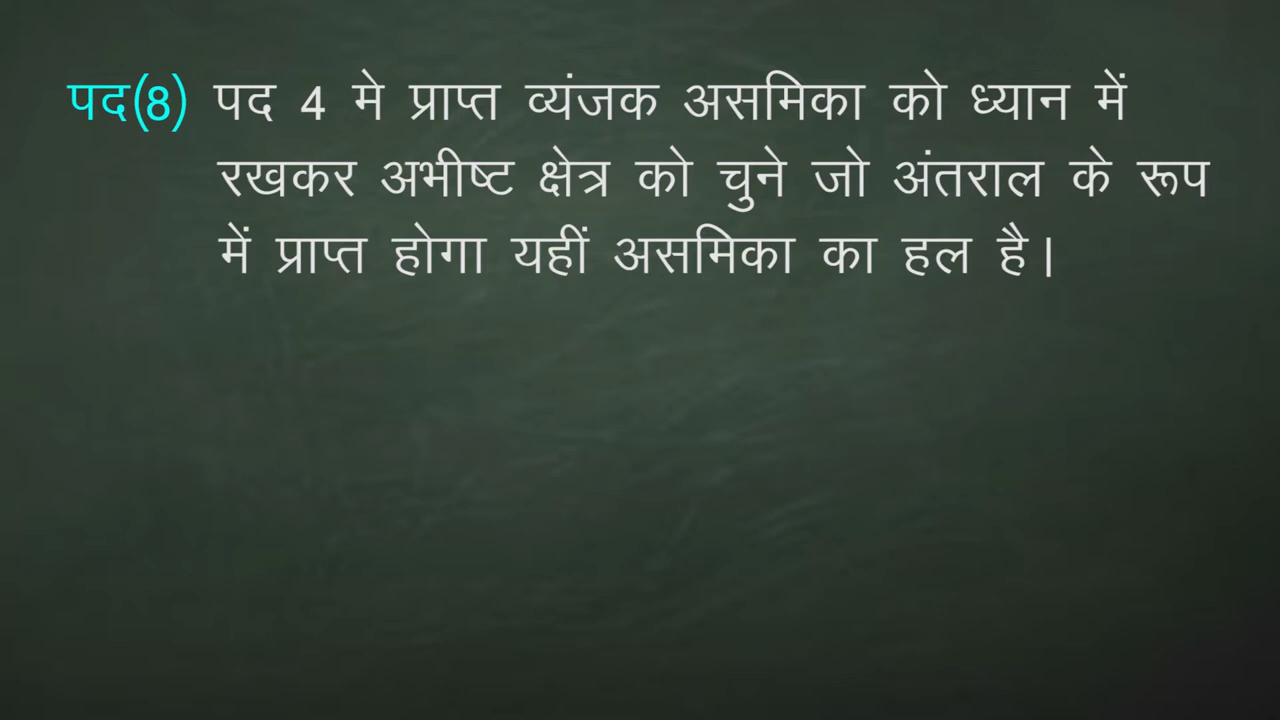 पद(8) पद 4 मे प्राप्त व्यंजक असमिका को ध्यान में
रखकर अभीष्ट क्षेत्र को चुने जो अंतराल के रूप
में प्राप्त होगा यहीं असमिका का हल है।